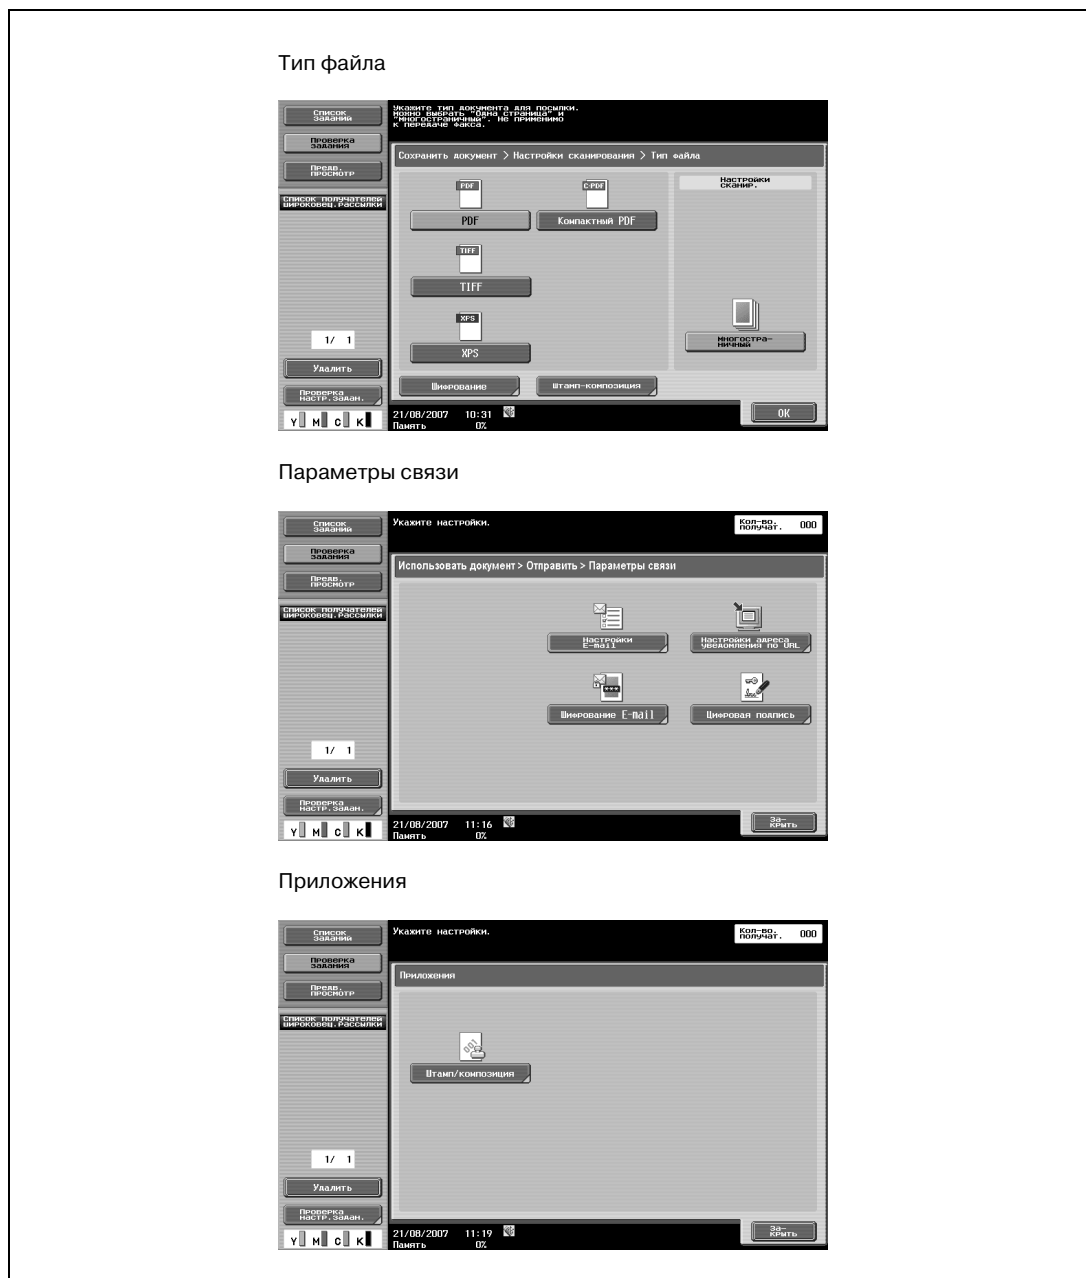 Тип файла
Список
заданий
Проверка
задания
Предв.
просмотр
Список получателей
широковещ.рассылки
1/ 1
Удалить
Проверка
настр.задан.
Y M C K
Укажите тип документа для посылки.
Можно выбрать "Одна страница" и
"Многостраничный". Не применимо
к передаче факса.
Сохранить документ > Настройки сканирования > Тип файла
PDF
C-PDF
PDF
Компактный PDF
TIFF
TIFF
XPS
XPS
Шифрование
Штамп-композиция
Настройки
сканир.
Многостра-
ничный
21/08/2007 10:31
Память 0%
OK
Параметры связи
Список
заданий
Проверка
задания
Предв.
просмотр
Список получателей
широковещ.рассылки
1/ 1
Удалить
Проверка
настр.задан.
Y M C K
Укажите настройки.
Кол-во.
получат. 000
Использовать документ > Отправить > Параметры связи
Настройки
E-mail
Настройки адреса
уведомления по URL
Шифрование E-mail
Цифровая подпись
21/08/2007 11:16
Память 0%
За-
крыть
Приложения
Список
заданий
Проверка
задания
Предв.
просмотр
Список получателей
широковещ.рассылки
1/ 1
Удалить
Проверка
настр.задан.
Y M C K
Укажите настройки.
Кол-во.
получат. 000
Приложения
001
Штамп/композиция
21/08/2007 11:19
Память 0%
За-
крыть